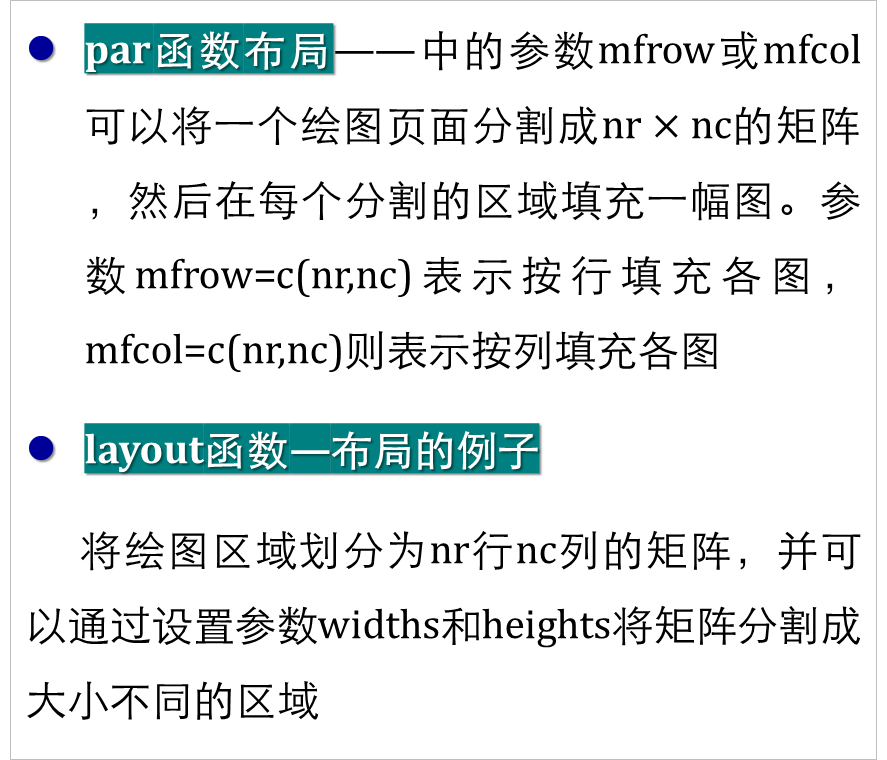 par函数布局——中的参数mfrow或mfcol
可以将一个绘图页面分割成nr × nc的矩阵
，然后在每个分割的区域填充一幅图。参
数mfrow=c(nr,nc)表示按行填充各图，
mfcol=c(nr,nc)则表示按列填充各图
layout函数—布局的例子
将绘图区域划分为nr行nc列的矩阵，并可
以通过设置参数widths和heights将矩阵分割成
大小不同的区域